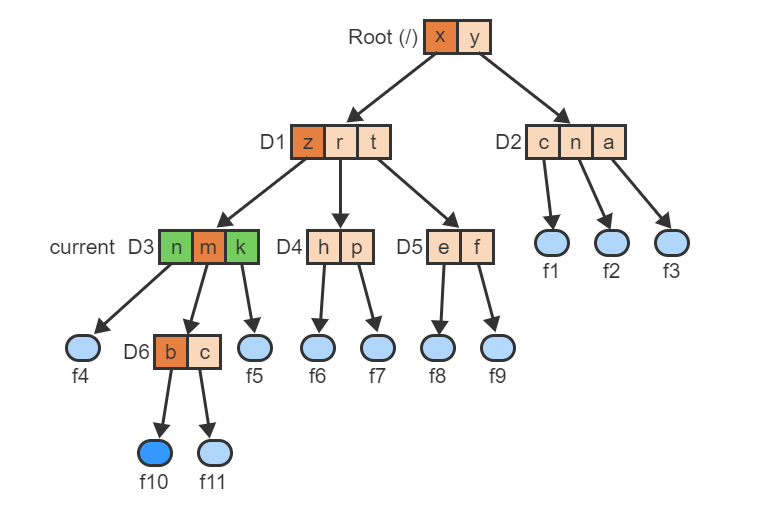 Root (/) x y
D1 z r t D2 c n a
current D3 n m k D4 h p D5 e f
f1 f2 f3
D6 b c
f4 f5 f6 f7 f8 f9
f10 f11